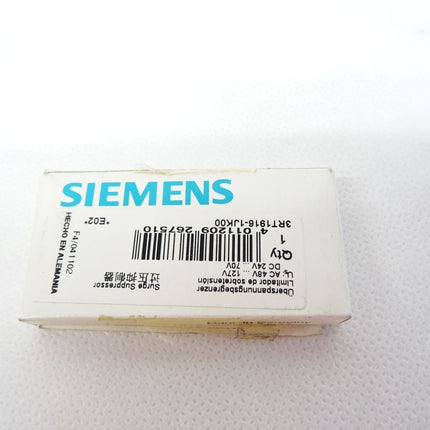 SIEMENS
3RT1916-1JK00
Qty 1
4 011209 267510
*E02*
F4/041102
HECHO EN ALEMANIA
Überspannungsbegrenzer
Limitador de sobretensión
Uₛ AC 48V ... 127V
DC 24V ... 70V
Surge Suppressor
过压抑制器